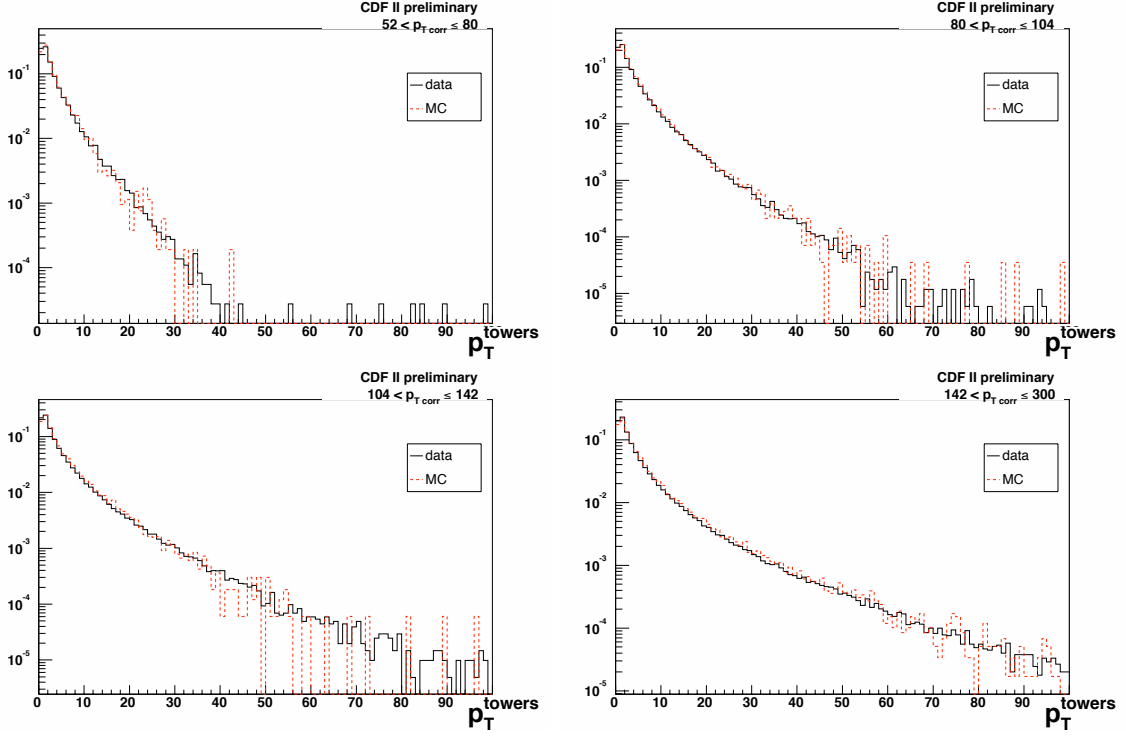 CDF II preliminary
52 < p_T corr ≤ 80
10^-1
10^-2
10^-3
10^-4
data
MC
0 10 20 30 40 50 60 70 80 90
p_T^towers
CDF II preliminary
80 < p_T corr ≤ 104
10^-1
10^-2
10^-3
10^-4
10^-5
data
MC
0 10 20 30 40 50 60 70 80 90
p_T^towers
CDF II preliminary
104 < p_T corr ≤ 142
10^-1
10^-2
10^-3
10^-4
10^-5
data
MC
0 10 20 30 40 50 60 70 80 90
p_T^towers
CDF II preliminary
142 < p_T corr ≤ 300
10^-1
10^-2
10^-3
10^-4
10^-5
data
MC
0 10 20 30 40 50 60 70 80 90
p_T^towers